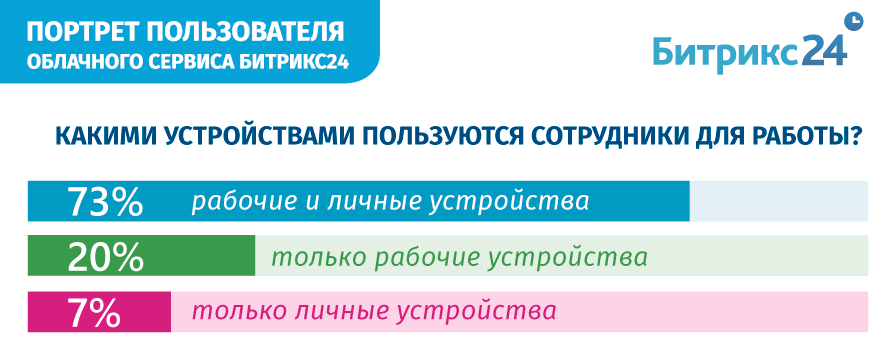 ПОРТРЕТ ПОЛЬЗОВАТЕЛЯ
ОБЛАЧНОГО СЕРВИСА БИТРИКС24
Битрикс24
КАКИМИ УСТРОЙСТВАМИ ПОЛЬЗУЮТСЯ СОТРУДНИКИ ДЛЯ РАБОТЫ?
73% рабочие и личные устройства
20% только рабочие устройства
7% только личные устройства